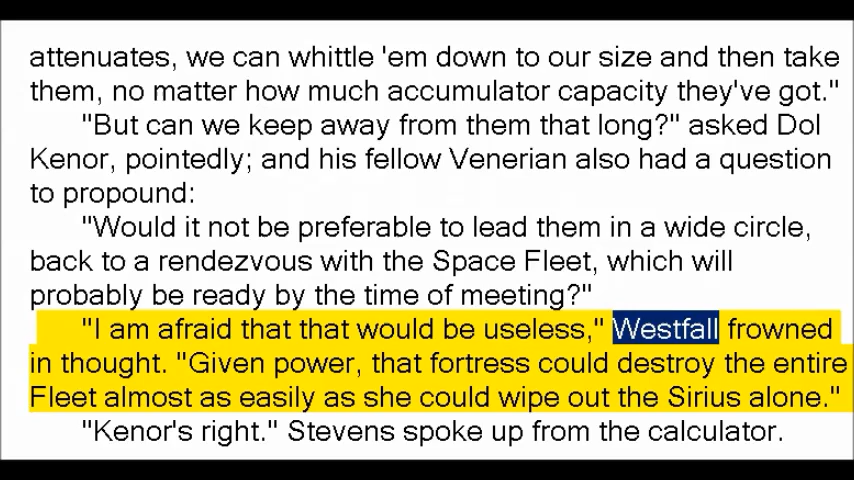 attenuates, we can whittle 'em down to our size and then take
them, no matter how much accumulator capacity they've got."
"But can we keep away from them that long?" asked Dol
Kenor, pointedly; and his fellow Venerian also had a question
to propound:
"Would it not be preferable to lead them in a wide circle,
back to a rendezvous with the Space Fleet, which will
probably be ready by the time of meeting?"
"I am afraid that that would be useless," Westfall frowned
in thought. "Given power, that fortress could destroy the entire
Fleet almost as easily as she could wipe out the Sirius alone."
"Kenor's right." Stevens spoke up from the calculator.